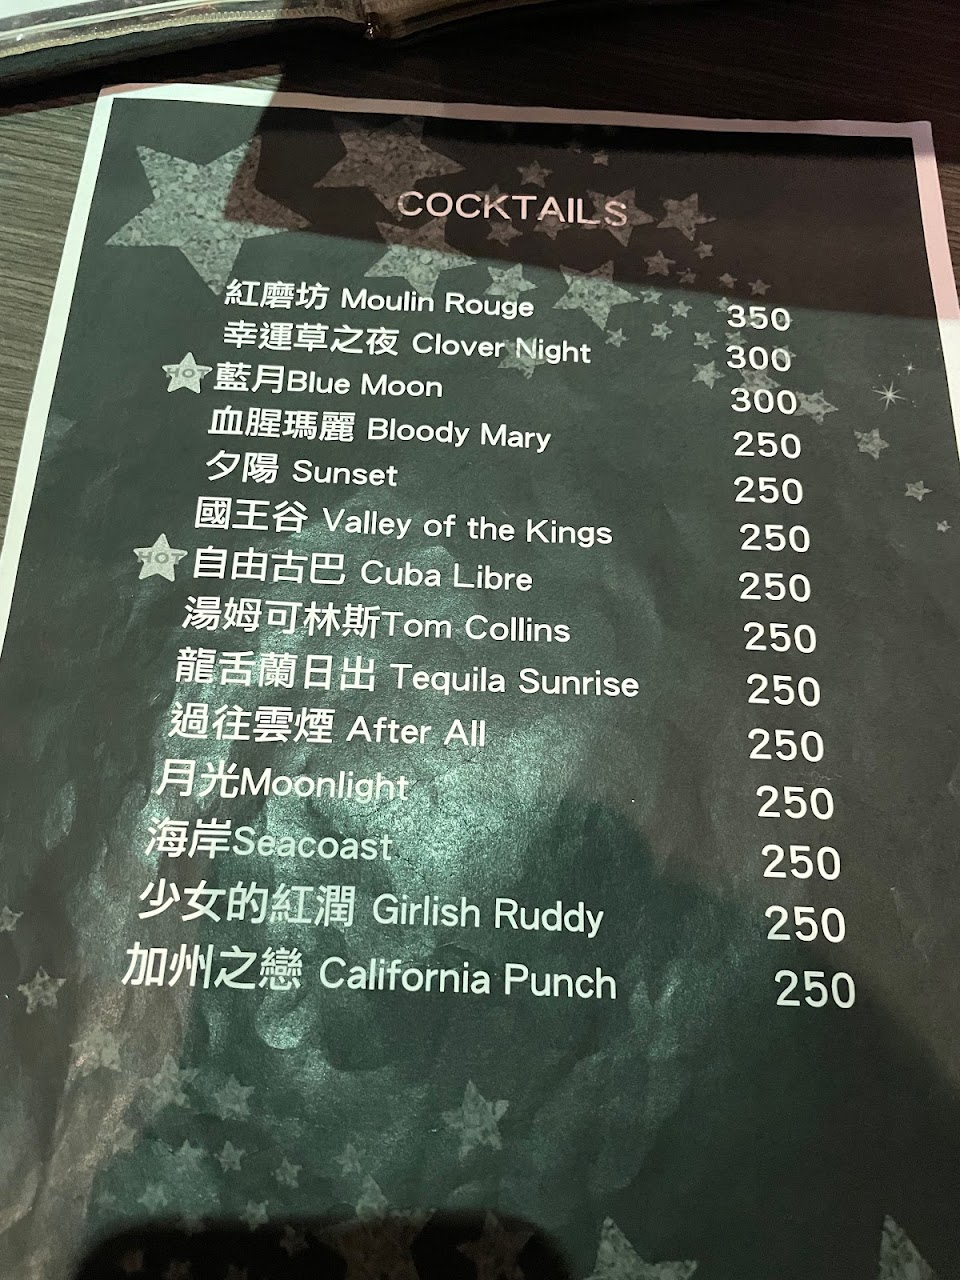 COCKTAILS
紅磨坊 Moulin Rouge 350
幸運草之夜 Clover Night 300
HOT 藍月Blue Moon 300
血腥瑪麗 Bloody Mary 250
夕陽 Sunset 250
國王谷 Valley of the Kings 250
HOT 自由古巴 Cuba Libre 250
湯姆可林斯Tom Collins 250
龍舌蘭日出 Tequila Sunrise 250
過往雲煙 After All 250
月光Moonlight 250
海岸Seacoast 250
少女的紅潤 Girlish Ruddy 250
加州之戀 California Punch 250